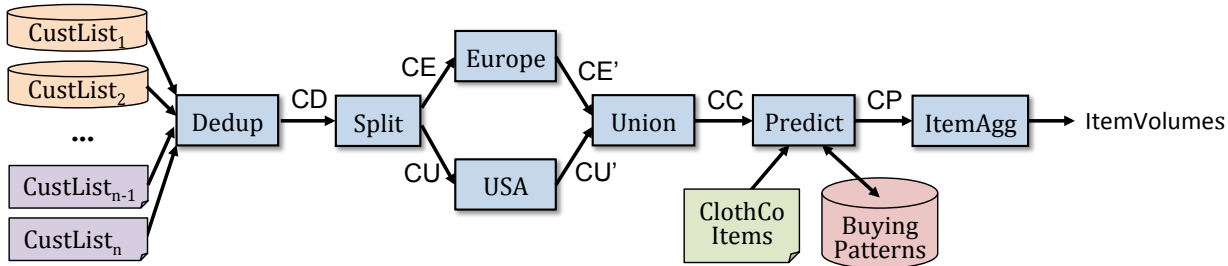 CustList₁
CustList₂
...
CustListₙ₋₁
CustListₙ
Dedup
CD
Split
CE
CU
Europe
USA
CE’
CU’
Union
CC
Predict
CP
ItemAgg
ItemVolumes
ClothCo
Items
Buying
Patterns